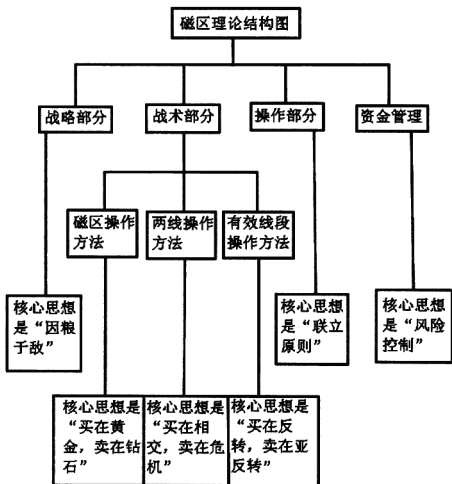 磁区理论结构图
战略部分
战术部分
操作部分
资金管理
磁区操作
方法
两线操作
方法
有效线段
操作方法
核心思想
是“因粮
于敌”
核心思想
是“联立
原则”
核心思想
是“风险
控制”
核心思想是
“买在黄
金，卖在钻
石”
核心思想是
“买在相
交，卖在危
机”
核心思想是
“买在反
转，卖在亚
反转”